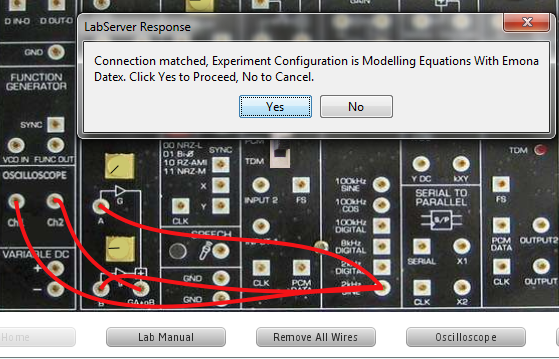 D IN-0
D OUT-0
LabServer Response
Connection matched, Experiment Configuration is Modelling Equations With Emona
Datex. Click Yes to Proceed, No to Cancel.
Yes
No
GND
FUNCTION
GENERATOR
SYNC
VCO IN
FUNC OUT
OSCILLOSCOPE
Ch1
Ch2
VARIABLE DC
+
−
G
A
B
GA+gB
00 NRZ-L
01 Bi-Ø
10 RZ-AMI
11 NRZ-M
SYNC
X
Y
CLK
SPEECH
GND
GND
PCM
TDM
INPUT 2
FS
CLK
PCM
DATA
100kHz
SINE
100kHz
COS
100kHz
DIGITAL
8kHz
DIGITAL
2kHz
DIGITAL
2kHz
Y DC
kXY
SERIAL TO
PARALLEL
S/P
SERIAL
X1
CLK
X2
TDM
FS
PCM
DATA
OUTPUT2
CLK
OUTPUT
Home
Lab Manual
Remove All Wires
Oscilloscope